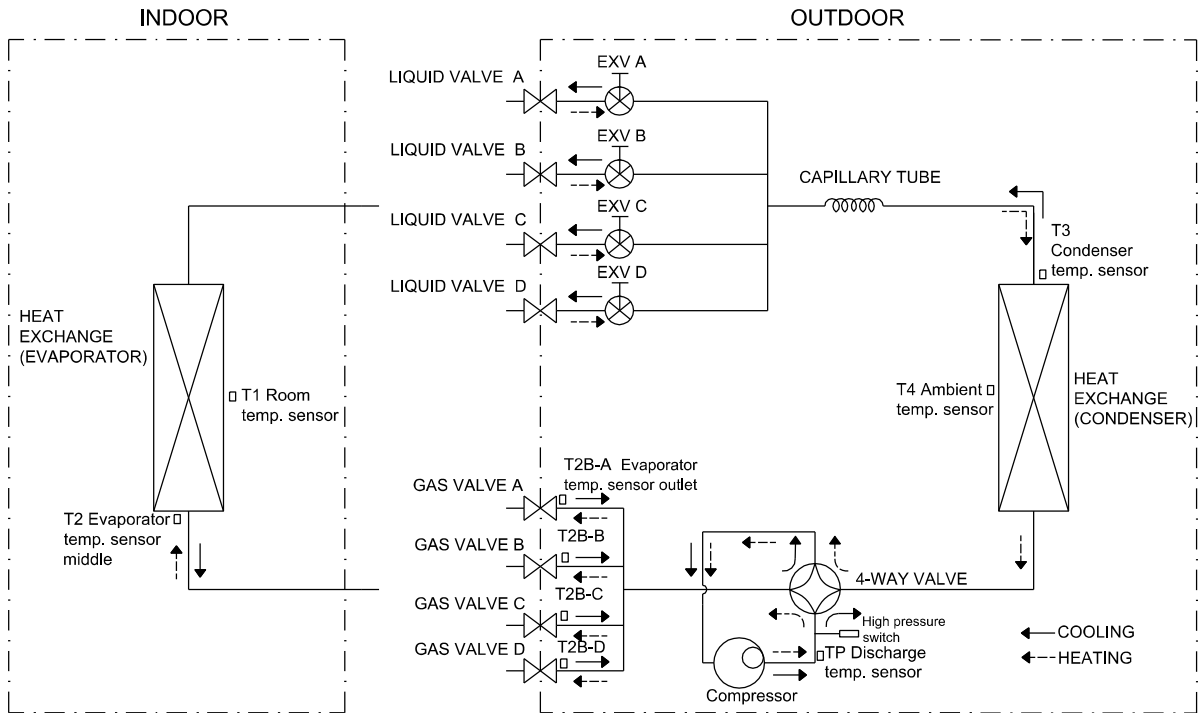 INDOOR
OUTDOOR
LIQUID VALVE A
EXV A
LIQUID VALVE B
EXV B
LIQUID VALVE C
EXV C
LIQUID VALVE D
EXV D
CAPILLARY TUBE
T3
Condenser
temp. sensor
HEAT
EXCHANGE
(EVAPORATOR)
T1 Room
temp. sensor
T4 Ambient
temp. sensor
HEAT
EXCHANGE
(CONDENSER)
T2 Evaporator
temp. sensor
middle
GAS VALVE A
T2B-A Evaporator
temp. sensor outlet
GAS VALVE B
T2B-B
GAS VALVE C
T2B-C
GAS VALVE D
T2B-D
4-WAY VALVE
High pressure
switch
TP Discharge
temp. sensor
Compressor
COOLING
HEATING